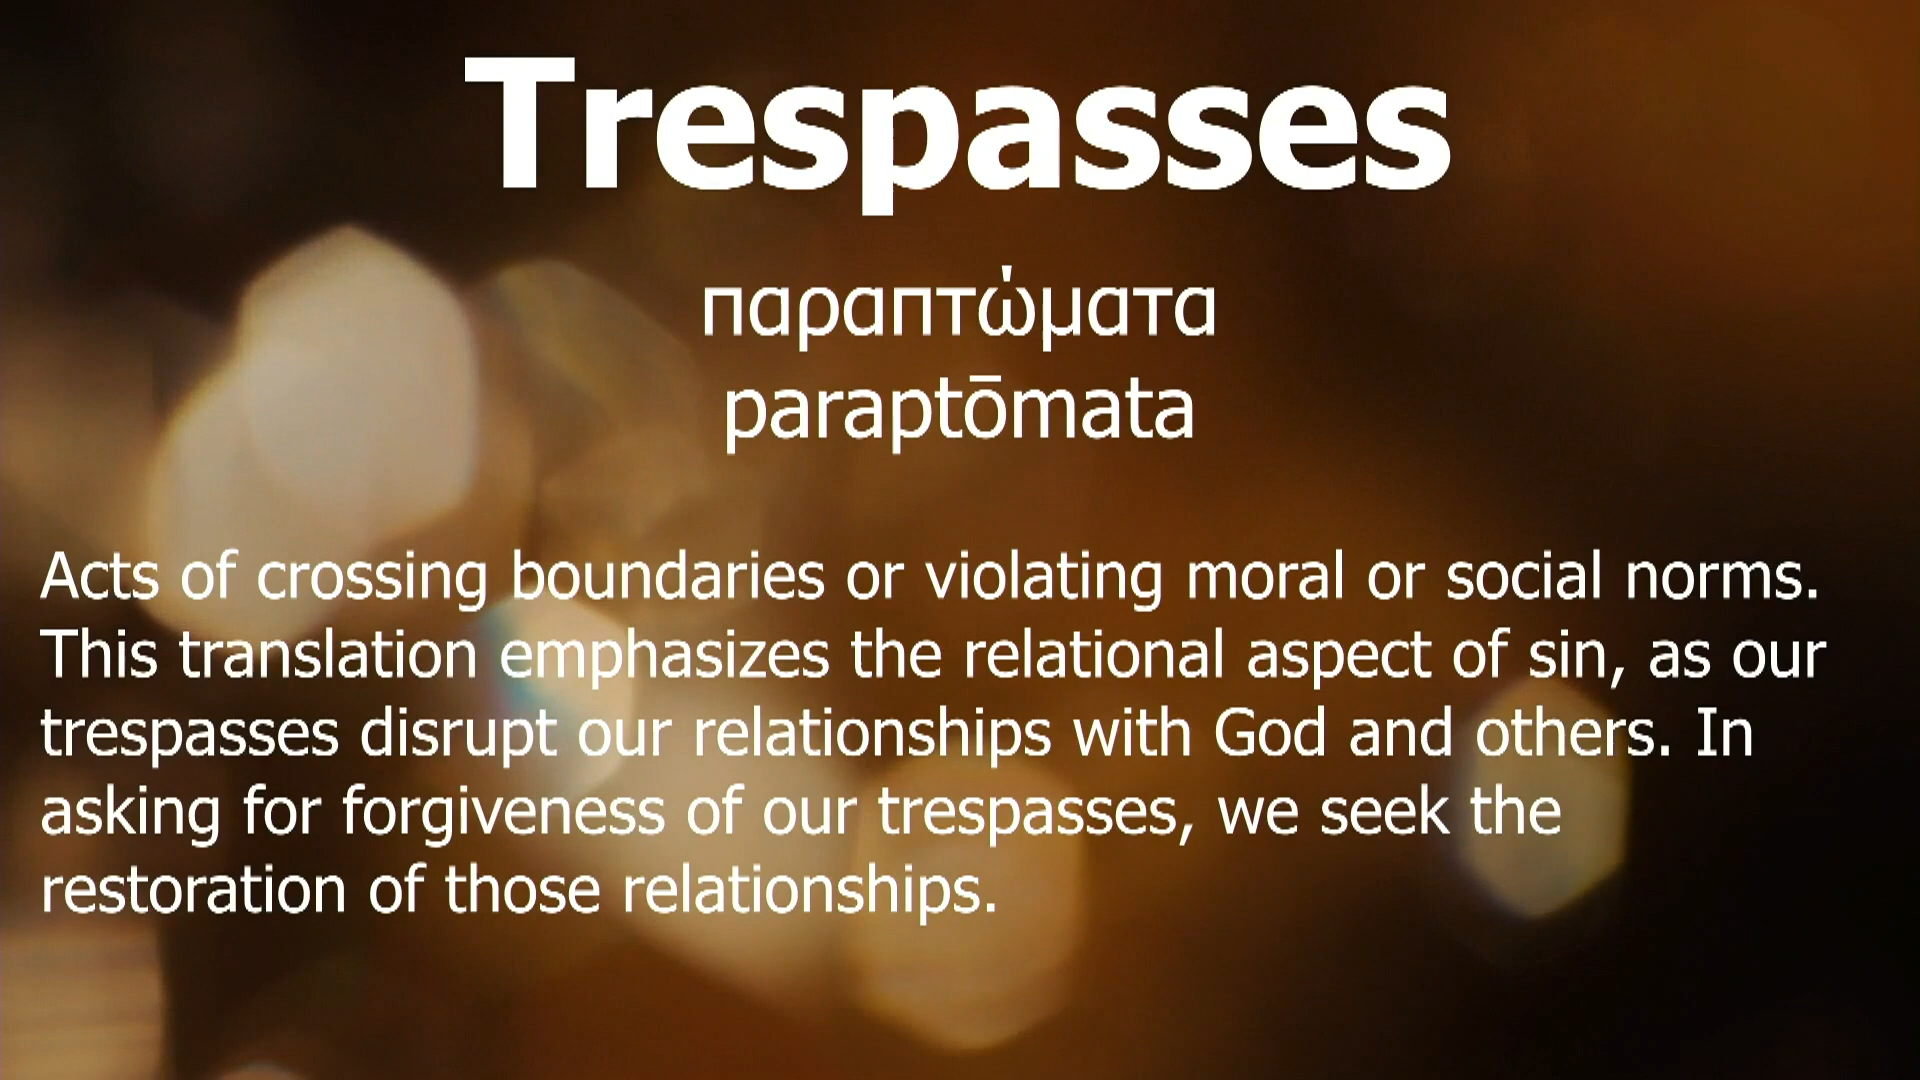 Trespasses
παραπτώματα
paraptōmata
Acts of crossing boundaries or violating moral or social norms.
This translation emphasizes the relational aspect of sin, as our
trespasses disrupt our relationships with God and others. In
asking for forgiveness of our trespasses, we seek the
restoration of those relationships.